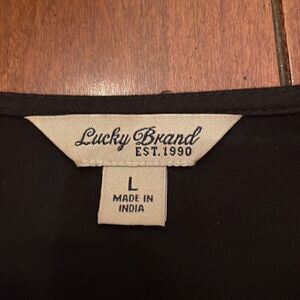 Lucky Brand
EST. 1990
L
MADE IN
INDIA